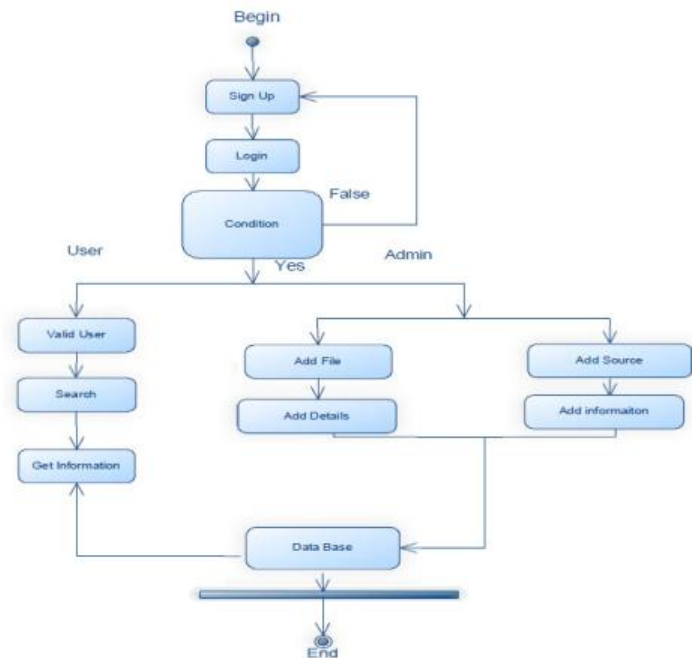 Begin
Sign Up
Login
False
Condition
User
Yes
Admin
Valid User
Add File
Add Source
Search
Add Details
Add informaiton
Get Information
Data Base
End